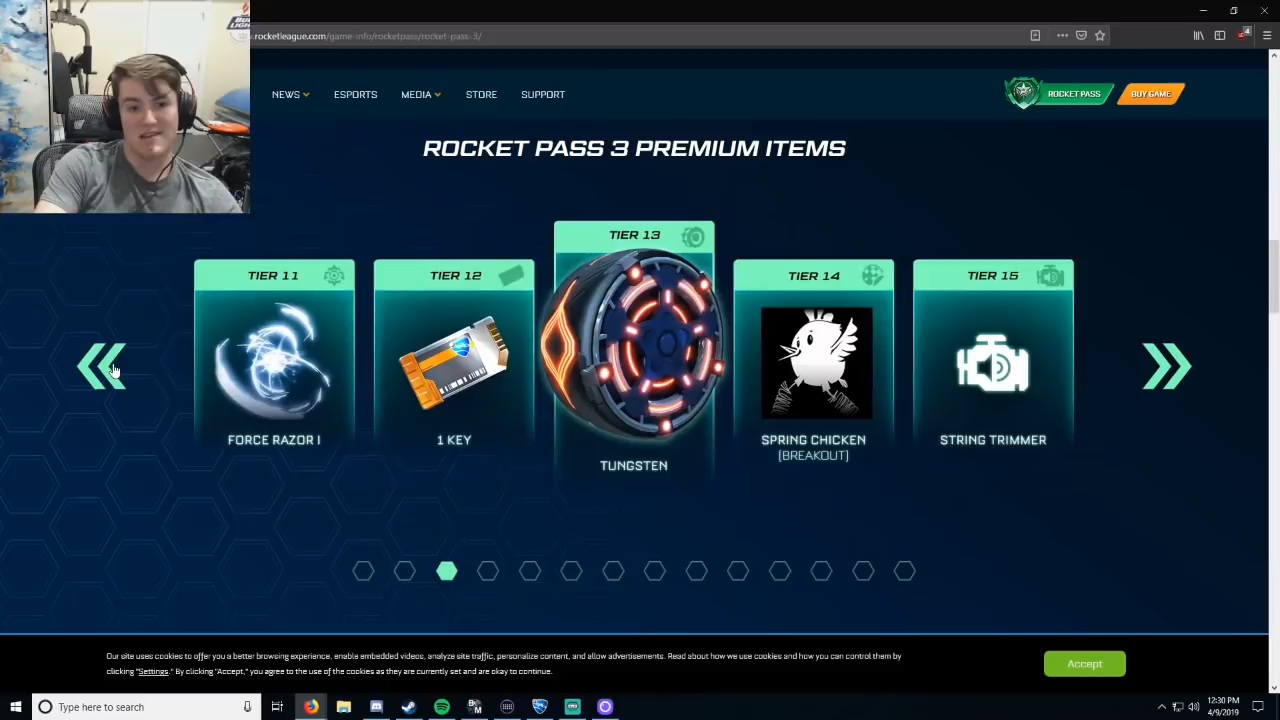 .rocketleague.com/game-info/rocketpass/rocket-pass-3/
NEWS ESPORTS MEDIA STORE SUPPORT
ROCKET PASS
BUY GAME
ROCKET PASS 3 PREMIUM ITEMS
TIER 11
FORCE RAZOR I
TIER 12
1 KEY
TIER 13
TUNGSTEN
TIER 14
SPRING CHICKEN
[BREAKOUT]
TIER 15
STRING TRIMMER
Our site uses cookies to offer you a better browsing experience, enable embedded videos, analyze site traffic, personalize content, and allow advertisements. Read about how we use cookies and how you can control them by
clicking "Settings." By clicking "Accept," you agree to the use of the cookies as they are currently set and are okay to continue.
Accept
Type here to search
12:30 PM
4/9/2019